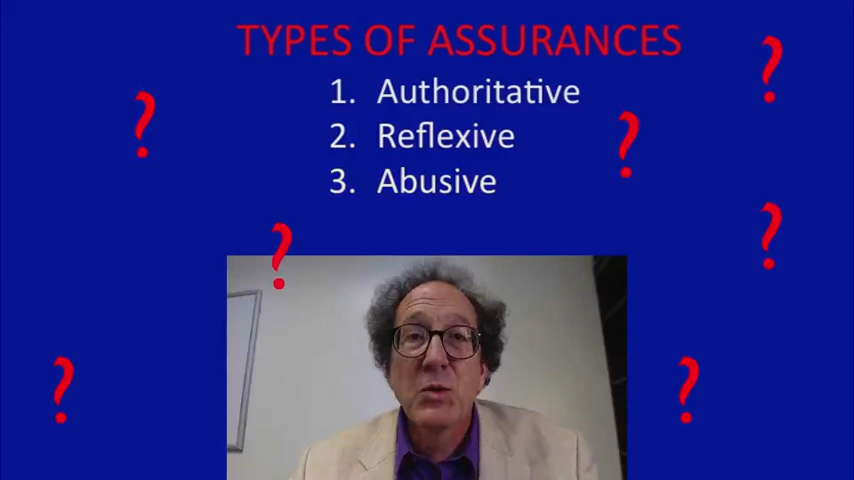 TYPES OF ASSURANCES
1. Authoritative
2. Reflexive
3. Abusive
?
?
?
?
?
?
?